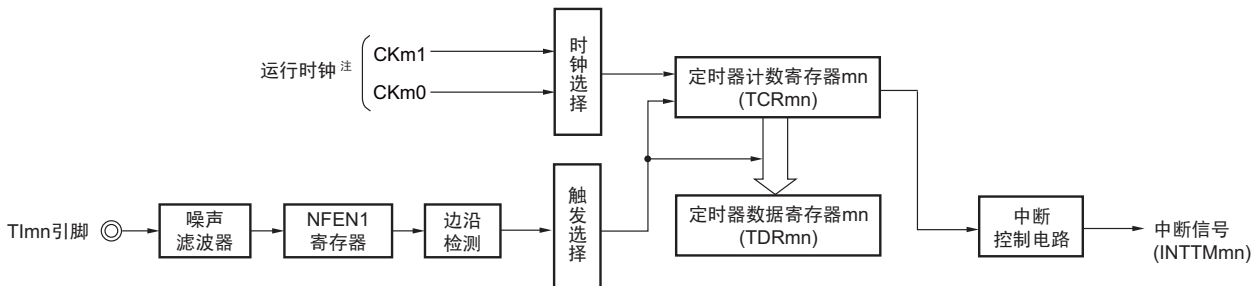 运行时钟 注
CKm1
CKm0
时钟选择
定时器计数寄存器mn
(TCRmn)
TImn引脚
噪声
滤波器
NFEN1
寄存器
边沿
检测
触发选择
定时器数据寄存器mn
(TDRmn)
中断
控制电路
中断信号
(INTTMmn)